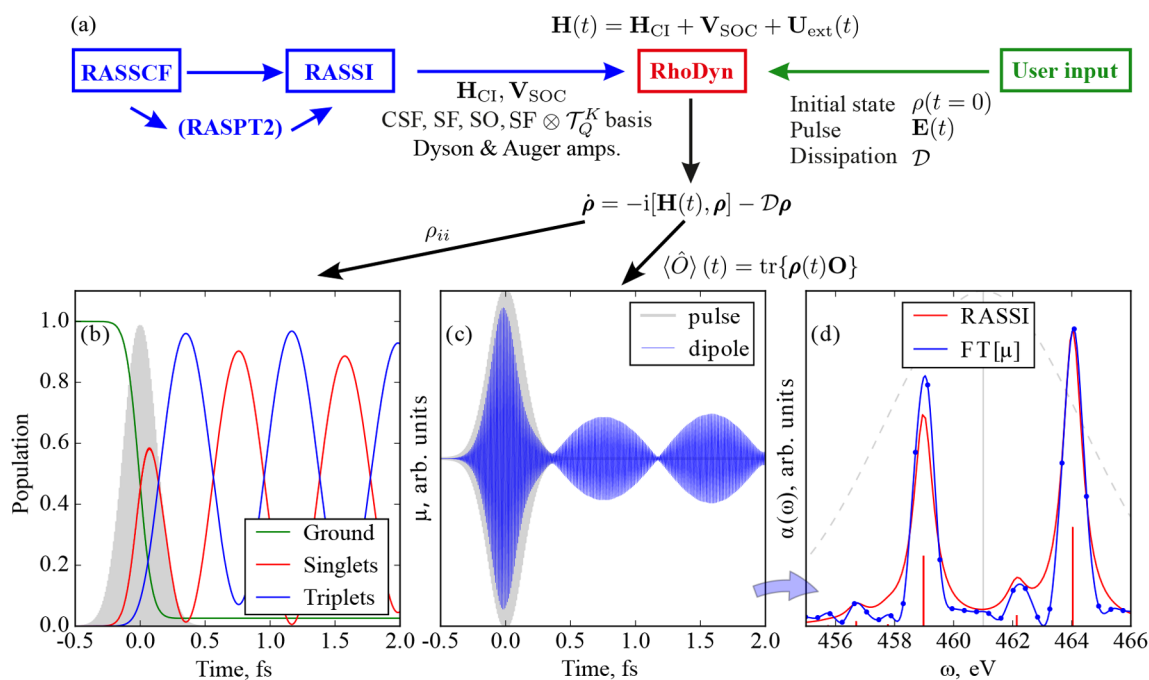 (a)
H(t) = H_CI + V_SOC + U_ext(t)
RASSCF
RASSI
RhoDyn
User input
(RASPT2)
H_CI, V_SOC
CSF, SF, SO, SF ⊗ 𝒯_Q^K basis
Dyson & Auger amps.
Initial state ρ(t = 0)
Pulse E(t)
Dissipation 𝒟
ρ̇ = −i[H(t), ρ] − 𝒟ρ
ρ_ii
⟨Ô⟩ (t) = tr{ρ(t)O}
(b)
Population
1.0
0.8
0.6
0.4
0.2
0.0
Ground
Singlets
Triplets
-0.5 0.0 0.5 1.0 1.5 2.0
Time, fs
(c)
μ, arb. units
pulse
dipole
-0.5 0.0 0.5 1.0 1.5 2.0
Time, fs
(d)
α(ω), arb. units
RASSI
FT[μ]
456 458 460 462 464 466
ω, eV